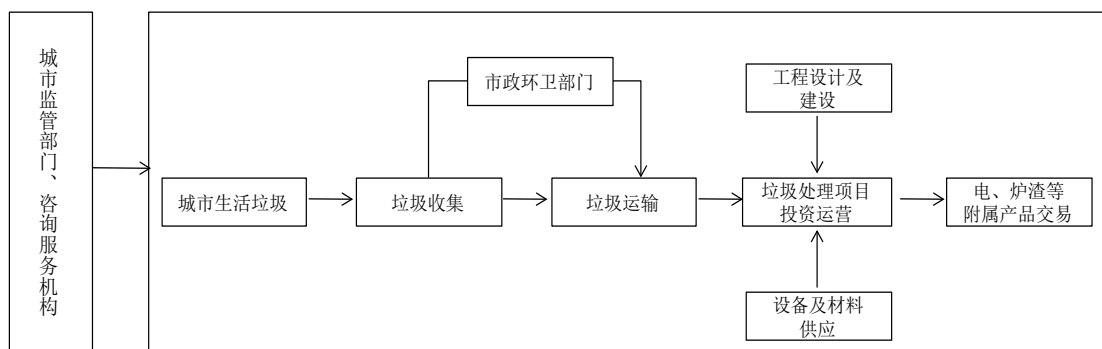 城市监管部门、咨询服务机构
市政环卫部门
工程设计及
建设
城市生活垃圾
垃圾收集
垃圾运输
垃圾处理项目
投资运营
电、炉渣等
附属产品交易
设备及材料
供应